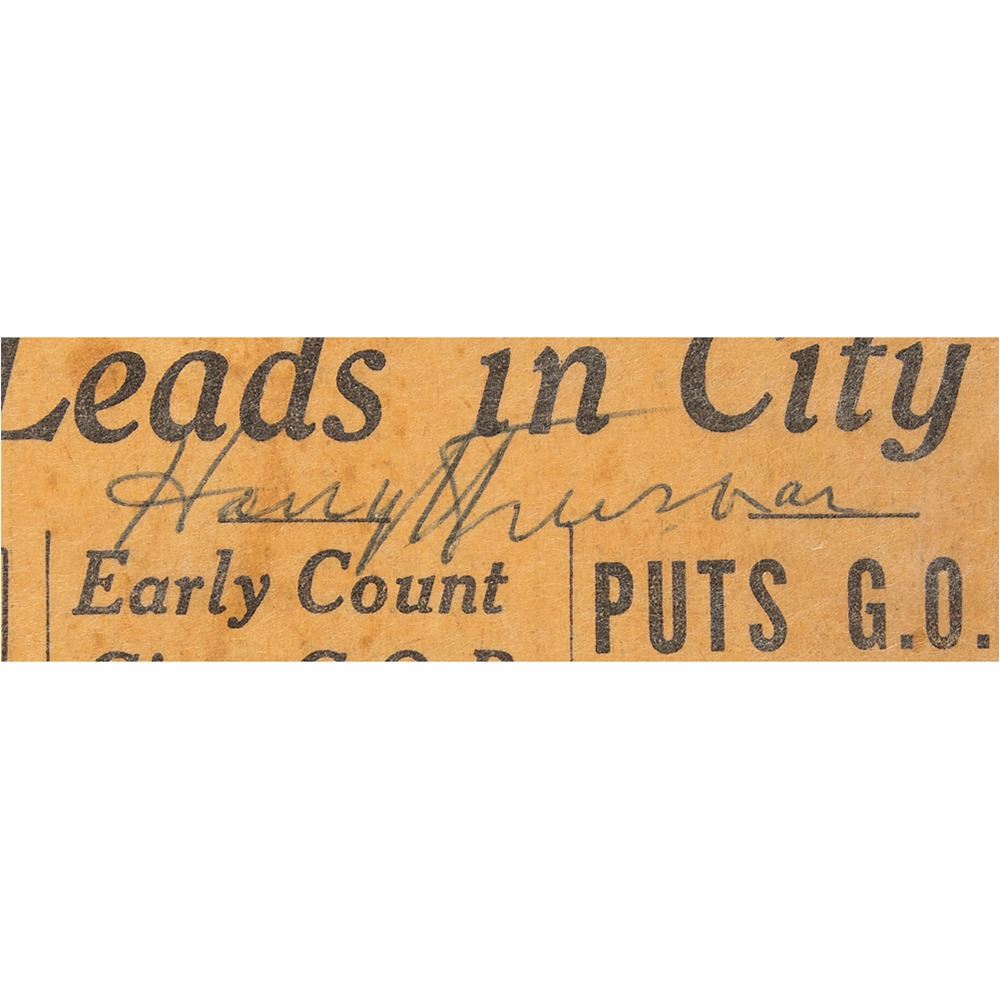 Leads in City
Harry Truman
Early Count
PUTS G.O.